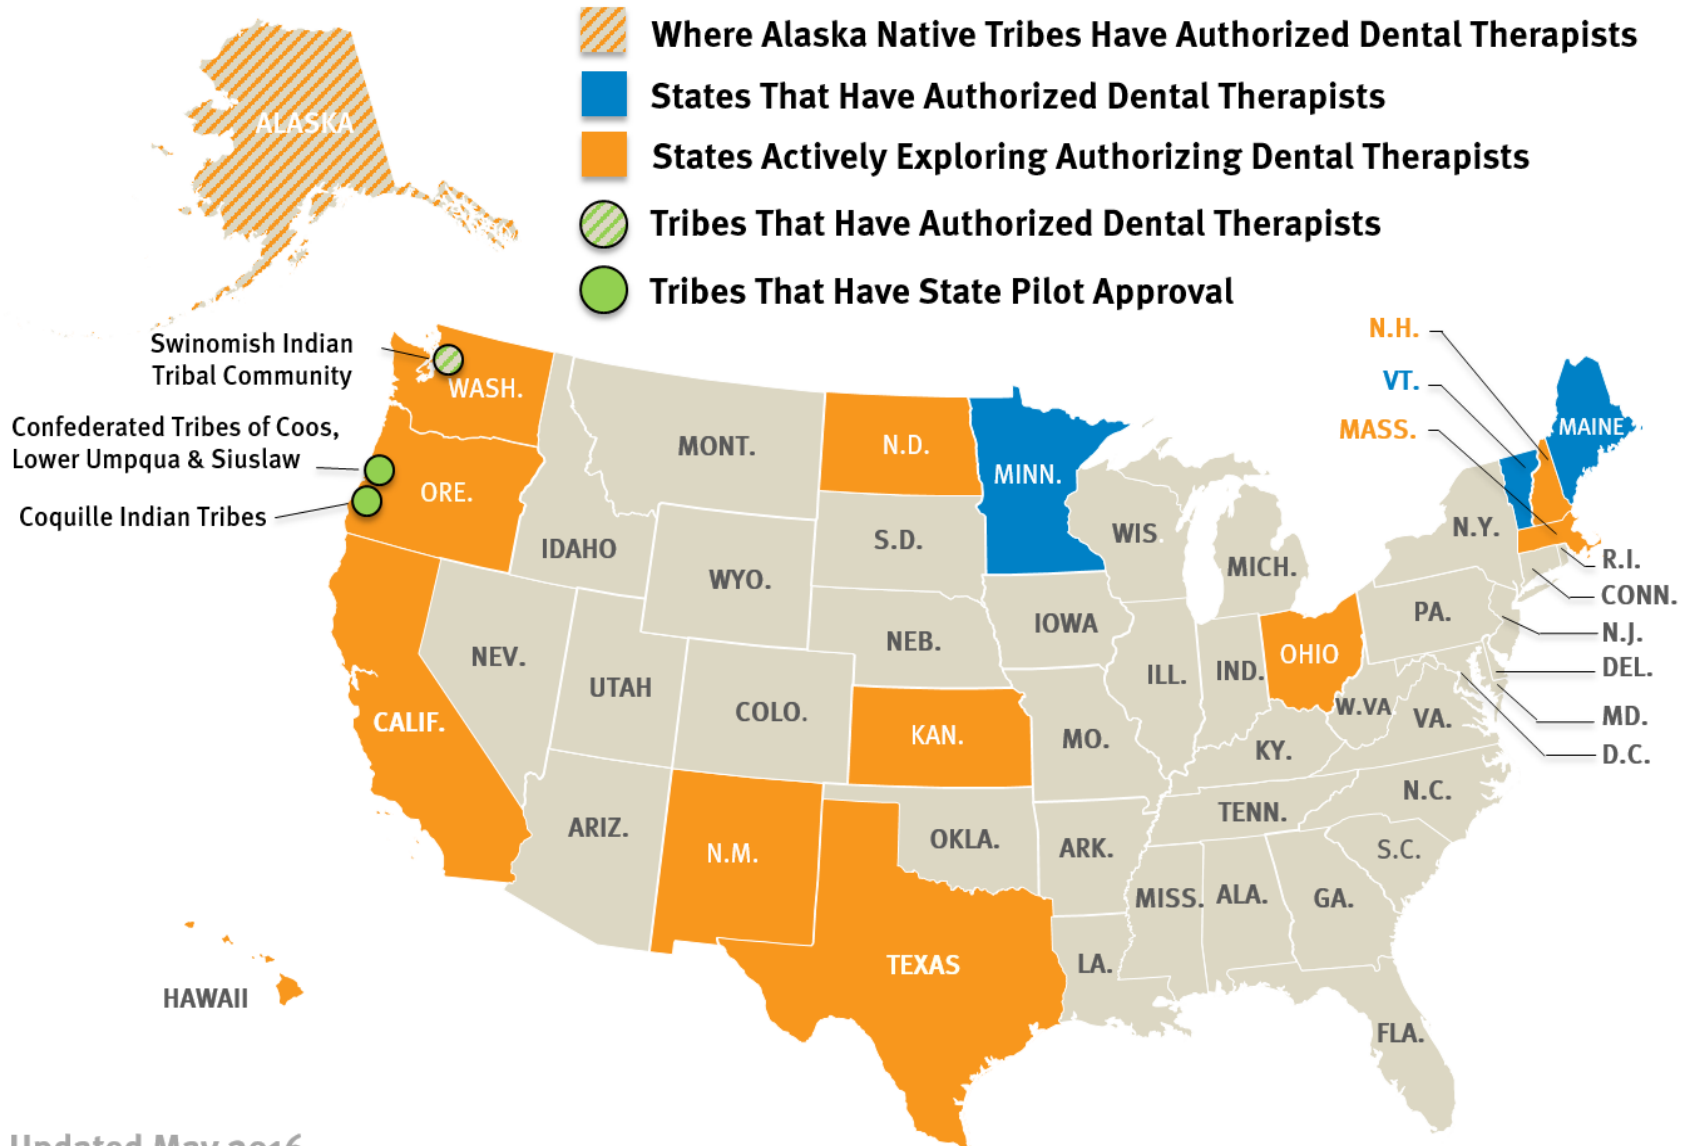 Where Alaska Native Tribes Have Authorized Dental Therapists
States That Have Authorized Dental Therapists
States Actively Exploring Authorizing Dental Therapists
Tribes That Have Authorized Dental Therapists
Tribes That Have State Pilot Approval
ALASKA
Swinomish Indian
Tribal Community
Confederated Tribes of Coos,
Lower Umpqua & Siuslaw
Coquille Indian Tribes
WASH.
ORE.
CALIF.
IDAHO
NEV.
MONT.
WYO.
UTAH
COLO.
ARIZ.
N.M.
N.D.
S.D.
NEB.
KAN.
OKLA.
TEXAS
MINN.
IOWA
MO.
ARK.
LA.
WIS.
ILL.
MICH.
IND.
OHIO
KY.
TENN.
MISS.
ALA.
GA.
FLA.
S.C.
N.C.
VA.
W.VA
PA.
N.Y.
N.H.
VT.
MASS.
MAINE
R.I.
CONN.
N.J.
DEL.
MD.
D.C.
HAWAII
Updated May 2016